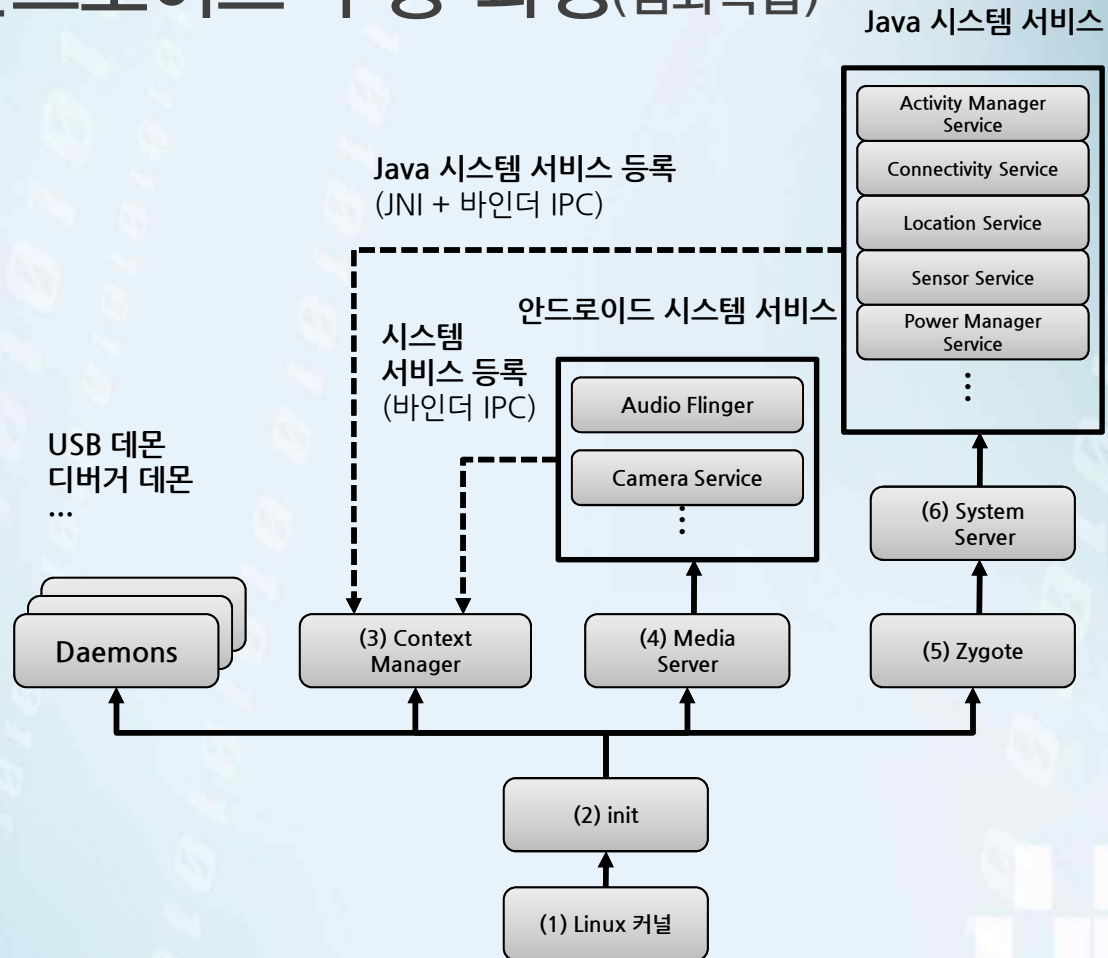 Java 시스템 서비스
Activity Manager
Service
Connectivity Service
Location Service
Sensor Service
Power Manager
Service
⋮
Java 시스템 서비스 등록
(JNI + 바인더 IPC)
안드로이드 시스템 서비스
시스템
서비스 등록
(바인더 IPC)
Audio Flinger
Camera Service
⋮
USB 데몬
디버거 데몬
...
(6) System
Server
Daemons
(3) Context
Manager
(4) Media
Server
(5) Zygote
(2) init
(1) Linux 커널